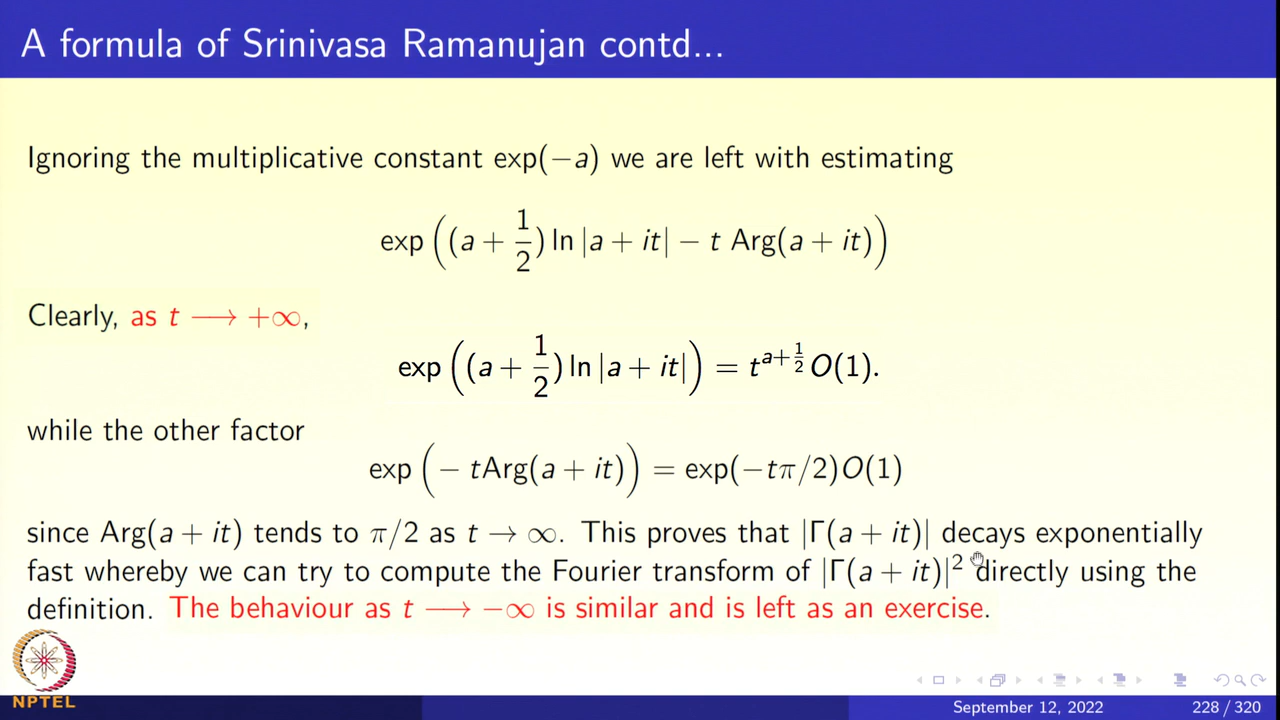 A formula of Srinivasa Ramanujan contd...
Ignoring the multiplicative constant exp(−a) we are left with estimating
exp((a + 1/2) ln |a + it| − t Arg(a + it))
Clearly, as t ⟶ +∞,
exp((a + 1/2) ln |a + it|) = t^{a+1/2} O(1).
while the other factor
exp(− tArg(a + it)) = exp(−tπ/2)O(1)
since Arg(a + it) tends to π/2 as t → ∞. This proves that |Γ(a + it)| decays exponentially
fast whereby we can try to compute the Fourier transform of |Γ(a + it)|² directly using the
definition. The behaviour as t ⟶ −∞ is similar and is left as an exercise.
NPTEL
September 12, 2022 228 / 320